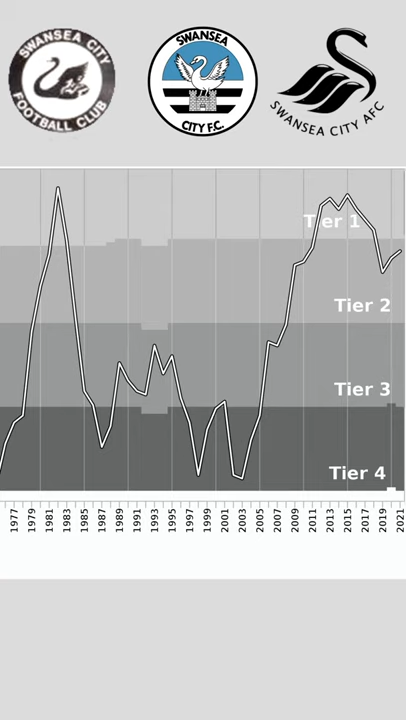 SWANSEA CITY
FOOTBALL CLUB
SWANSEA
CITY F.C.
SWANSEA CITY AFC
Tier 1
Tier 2
Tier 3
Tier 4
1977
1979
1981
1983
1985
1987
1989
1991
1993
1995
1997
1999
2001
2003
2005
2007
2009
2011
2013
2015
2017
2019
2021